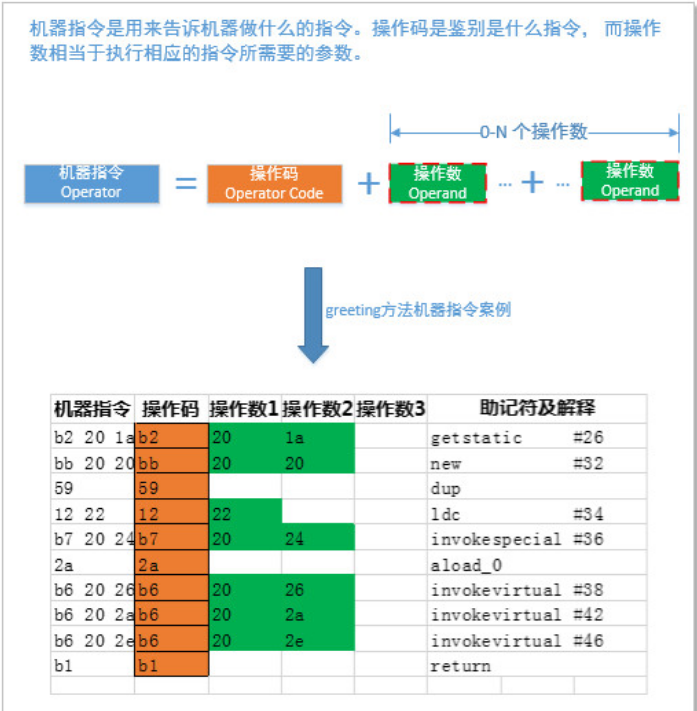 机器指令是用来告诉机器做什么的指令。操作码是鉴别是什么指令， 而操作
数相当于执行相应的指令所需要的参数。
0-N 个操作数
机器指令 操作码 操作数 操作数
Operator = Operator Code + Operand ... + ... Operand
greeting方法机器指令案例
机器指令 操作码 操作数1 操作数2 操作数3 助记符及解释
b2 20 1a b2 20 1a getstatic #26
bb 20 20 bb 20 20 new #32
59 59 dup
12 22 12 22 ldc #34
b7 20 24 b7 20 24 invokespecial #36
2a 2a aload_0
b6 20 26 b6 20 26 invokevirtual #38
b6 20 2a b6 20 2a invokevirtual #42
b6 20 2e b6 20 2e invokevirtual #46
b1 b1 return